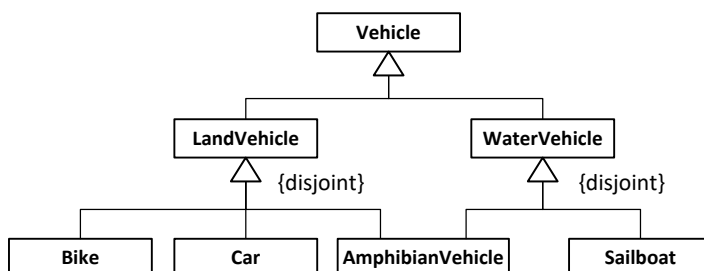 Vehicle
LandVehicle
WaterVehicle
{disjoint}
{disjoint}
Bike
Car
AmphibianVehicle
Sailboat